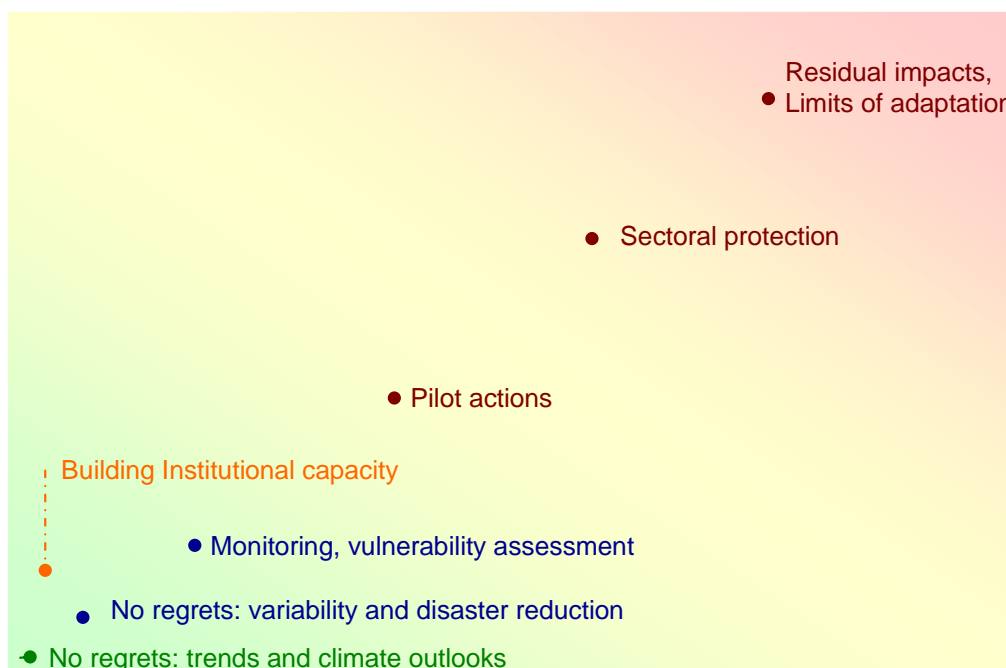 Residual impacts,
Limits of adaptation
Sectoral protection
Pilot actions
Building Institutional capacity
Monitoring, vulnerability assessment
No regrets: variability and disaster reduction
No regrets: trends and climate outlooks